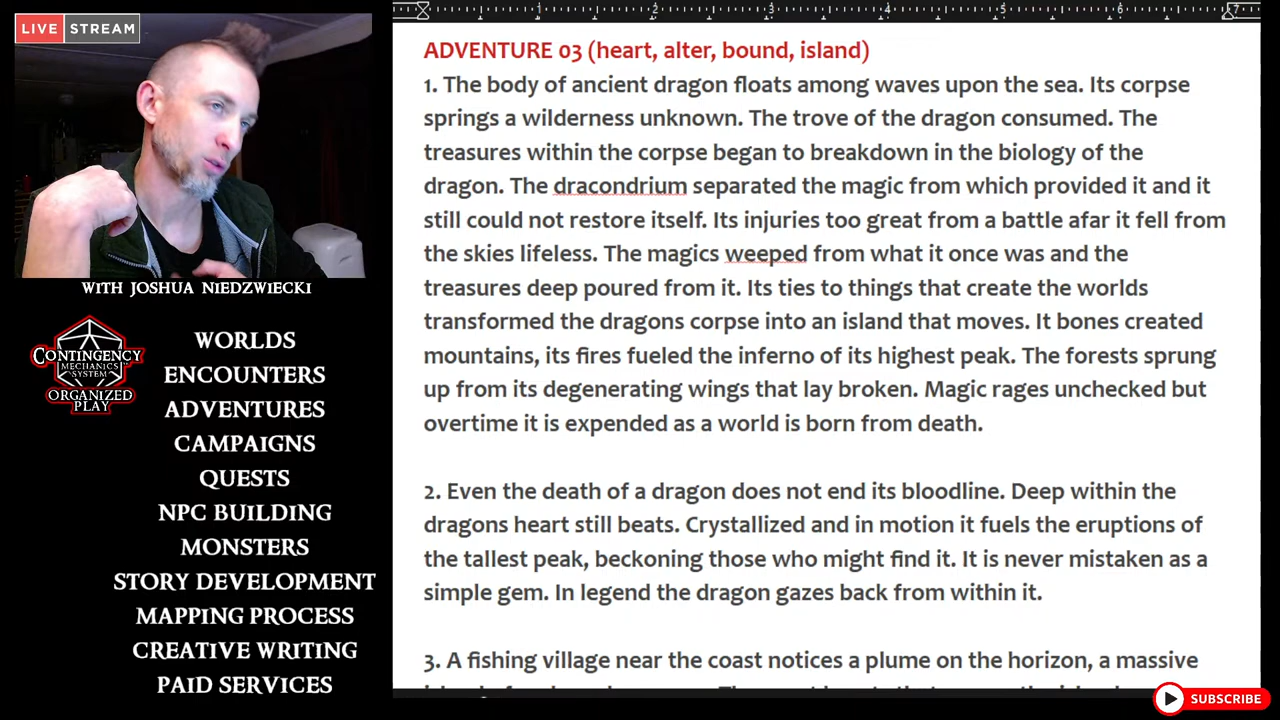 LIVE STREAM
WITH JOSHUA NIEDZWIECKI
CONTINGENCY
MECHANICS
SYSTEM
ORGANIZED
PLAY
WORLDS
ENCOUNTERS
ADVENTURES
CAMPAIGNS
QUESTS
NPC BUILDING
MONSTERS
STORY DEVELOPMENT
MAPPING PROCESS
CREATIVE WRITING
PAID SERVICES
1 2 3 4 5 6 7
ADVENTURE 03 (heart, alter, bound, island)
1. The body of ancient dragon floats among waves upon the sea. Its corpse
springs a wilderness unknown. The trove of the dragon consumed. The
treasures within the corpse began to breakdown in the biology of the
dragon. The dracondrium separated the magic from which provided it and it
still could not restore itself. Its injuries too great from a battle afar it fell from
the skies lifeless. The magics weeped from what it once was and the
treasures deep poured from it. Its ties to things that create the worlds
transformed the dragons corpse into an island that moves. It bones created
mountains, its fires fueled the inferno of its highest peak. The forests sprung
up from its degenerating wings that lay broken. Magic rages unchecked but
overtime it is expended as a world is born from death.
2. Even the death of a dragon does not end its bloodline. Deep within the
dragons heart still beats. Crystallized and in motion it fuels the eruptions of
the tallest peak, beckoning those who might find it. It is never mistaken as a
simple gem. In legend the dragon gazes back from within it.
3. A fishing village near the coast notices a plume on the horizon, a massive
SUBSCRIBE